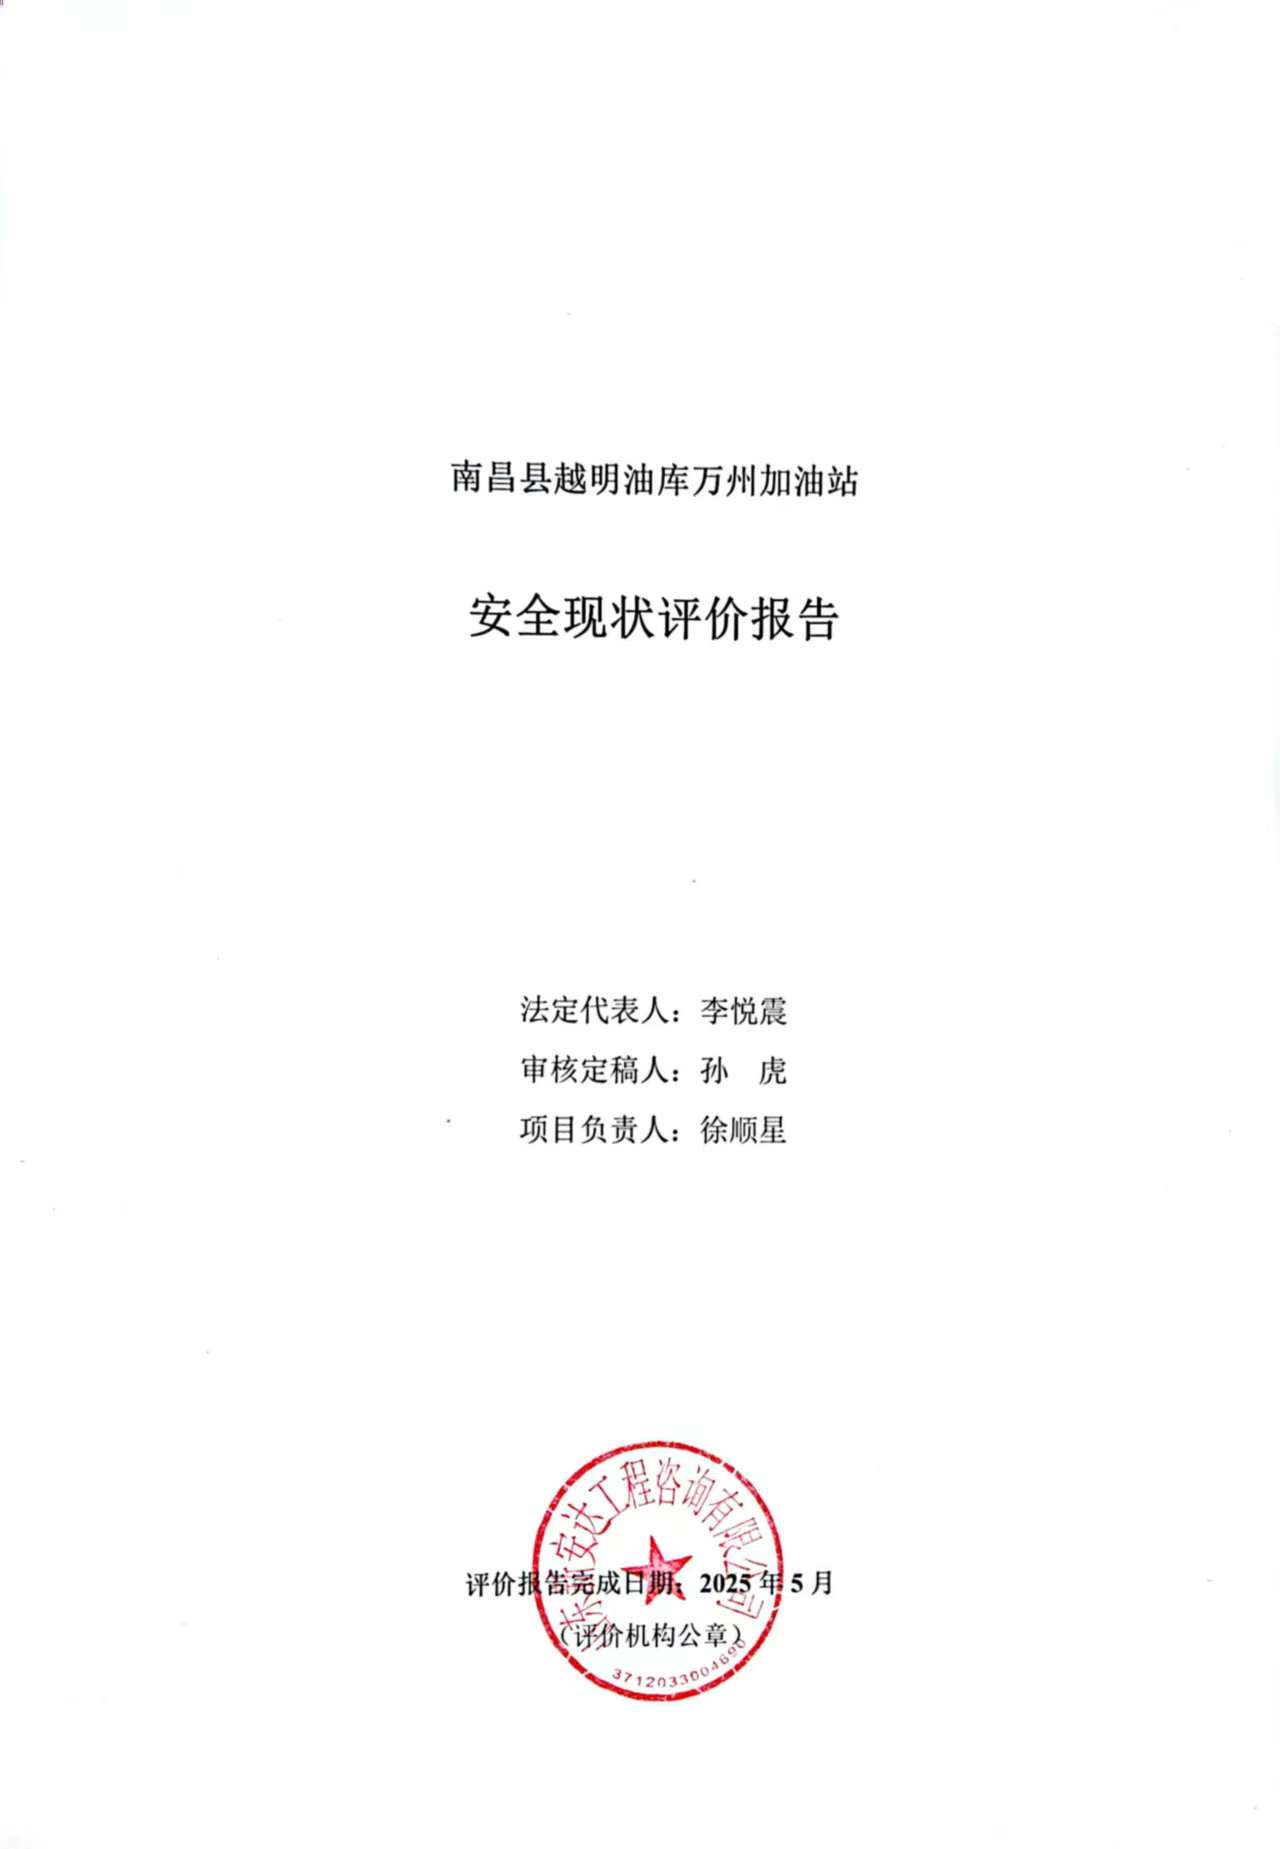 南昌县越明油库万州加油站
安全现状评价报告
法定代表人：李悦震
审核定稿人：孙 虎
项目负责人：徐顺星
山东 安达工程咨询有限公司
评价报告完成日期：2025年5月
（评价机构公章）
3712033004690